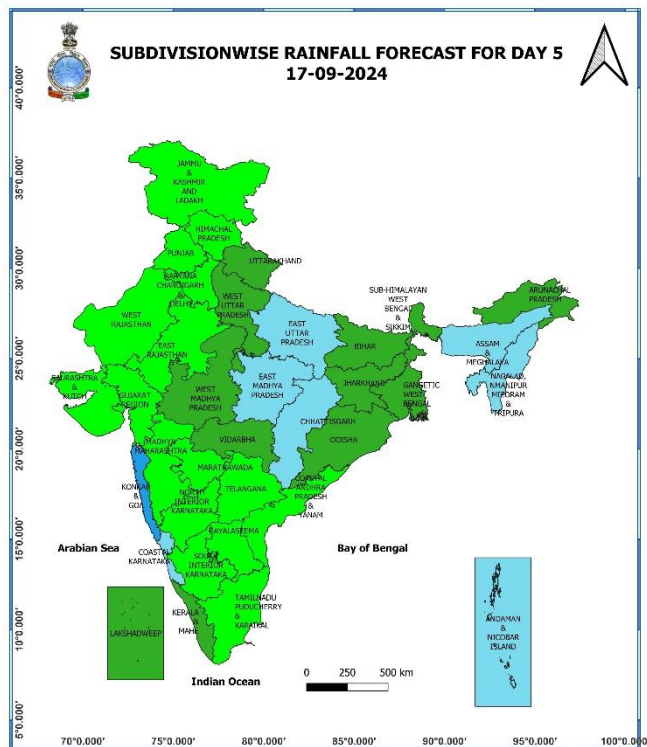 SUBDIVISIONWISE RAINFALL FORECAST FOR DAY 5
17-09-2024
40°0.000'
35°0.000'
30°0.000'
25°0.000'
20°0.000'
15°0.000'
10°0.000'
6°0.000'
JAMMU
&
KASHMIR
AND
LADAKH
HIMACHAL
PRADESH
PUNJAB
UTTARAKHAND
HARYANA
CHANDIGARH
&
DELHI
WEST
UTTAR
PRADESH
SUB-HIMALAYAN
WEST
BENGAL
&
SIKKIM
ARUNACHAL
PRADESH
WEST
RAJASTHAN
EAST
RAJASTHAN
EAST
UTTAR
PRADESH
BIHAR
ASSAM
&
MEGHALAYA
SAURASHTRA
&
KUTCH
GUJARAT
REGION
WEST
MADHYA
PRADESH
EAST
MADHYA
PRADESH
JHARKHAND
GANGETIC
WEST
BENGAL
MIZORAM
&
TRIPURA
CHHATTISGARH
ODISHA
VIDARBHA
MADHYA
MAHARASHTRA
MARATHWADA
KONKAN
&
GOA
NORTH
INTERIOR
KARNATAKA
TELANGANA
COASTAL
ANDHRA
PRADESH
&
YANAM
RAYALASEEMA
Arabian Sea
COASTAL
KARNATAKA
SOUTH
INTERIOR
KARNATAKA
Bay of Bengal
LAKSHADWEEP
KERALA
&
MAHE
TAMILNADU
PUDUCHERRY
&
KARAIKAL
ANDAMAN
&
NICOBAR
ISLAND
Indian Ocean
0 250 500 km
70°0.000' 75°0.000' 80°0.000' 85°0.000' 90°0.000' 95°0.000' 100°0.000'